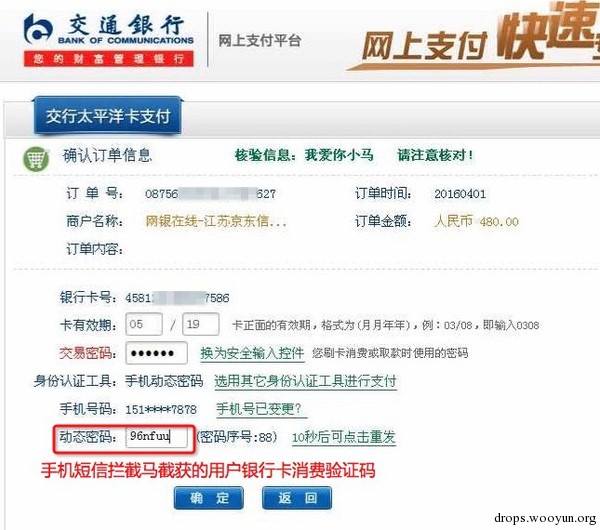 交通銀行
BANK OF COMMUNICATIONS
您的财富管理银行
网上支付平台
网上支付 快速
交行太平洋卡支付
确认订单信息 核验信息：我爱你小马 请注意核对！
订 单 号： 08756 627 订单时间： 20160401
商户名称： 网银在线-江苏京东信... 订单金额： 人民币 480.00
订单内容：
银行卡号： 4581 7586
卡有效期： 05 / 19 卡正面的有效期，格式为(月月年年)，例：03/08，即输入0308
交易密码： ●●●●●● 换为安全输入控件 您刷卡消费或取款时使用的密码
身份认证工具： 手机动态密码 选用其它身份认证工具进行支付
手机号码： 151****7878 手机号已变更？
动态密码： 96nfuu (密码序号:88) 10秒后可点击重发
手机短信拦截马截获的用户银行卡消费验证码
确 定 返 回
drops.wooyun.org